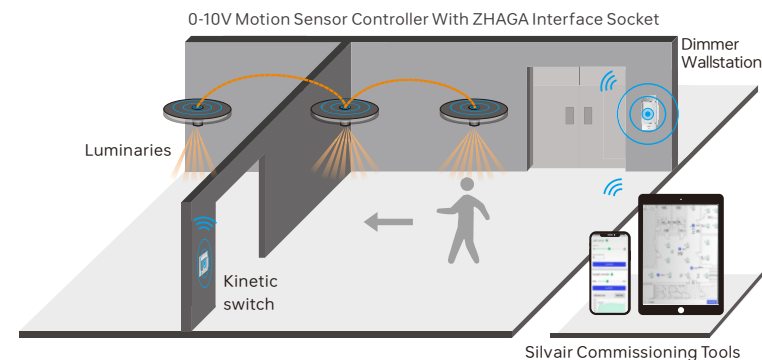 0-10V Motion Sensor Controller With ZHAGA Interface Socket
Dimmer
Wallstation
Luminaries
Kinetic
switch
Silvair Commissioning Tools